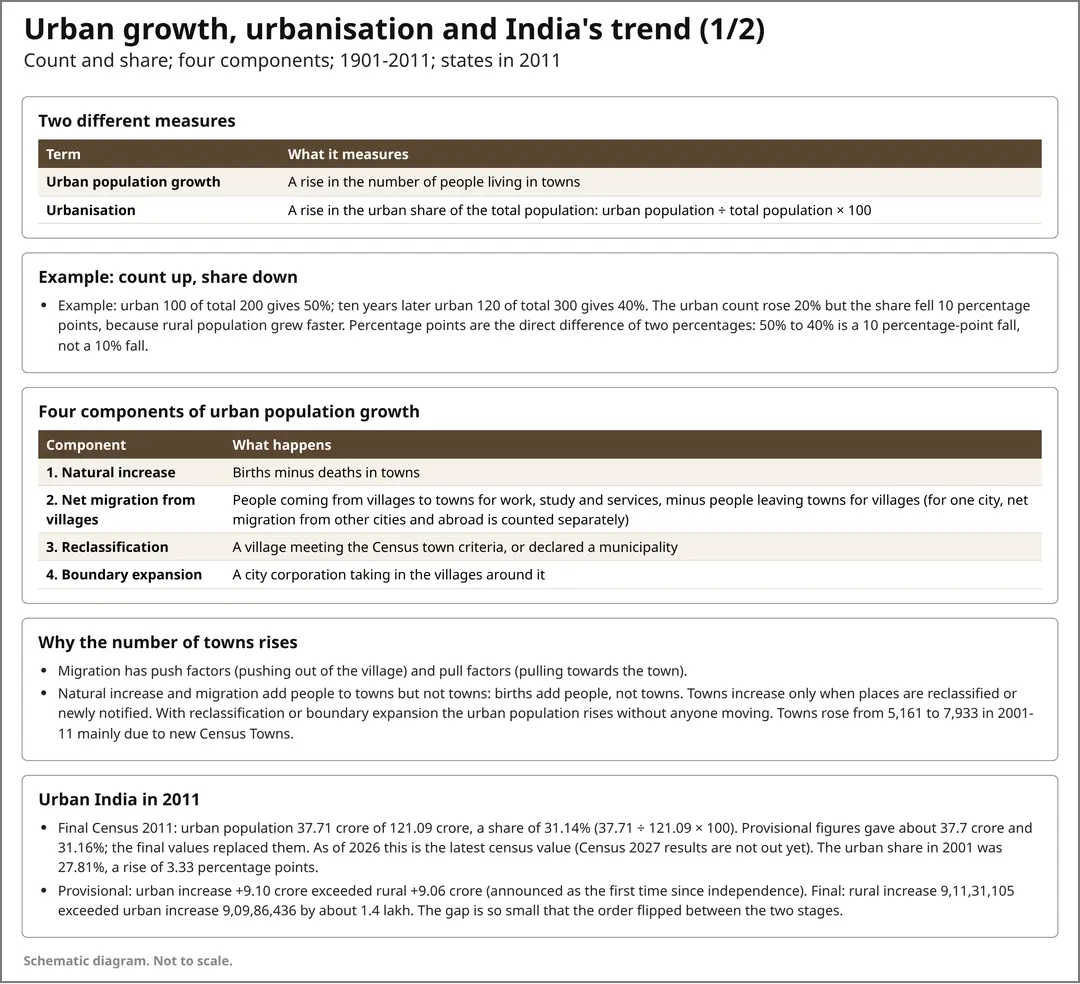 Urban growth, urbanisation and India's trend (1/2)
Count and share; four components; 1901-2011; states in 2011
Two different measures
Term What it measures
Urban population growth A rise in the number of people living in towns
Urbanisation A rise in the urban share of the total population: urban population ÷ total population × 100
Example: count up, share down
• Example: urban 100 of total 200 gives 50%; ten years later urban 120 of total 300 gives 40%. The urban count rose 20% but the share fell 10 percentage
points, because rural population grew faster. Percentage points are the direct difference of two percentages: 50% to 40% is a 10 percentage-point fall,
not a 10% fall.
Four components of urban population growth
Component What happens
1. Natural increase Births minus deaths in towns
2. Net migration from People coming from villages to towns for work, study and services, minus people leaving towns for villages (for one city, net
villages migration from other cities and abroad is counted separately)
3. Reclassification A village meeting the Census town criteria, or declared a municipality
4. Boundary expansion A city corporation taking in the villages around it
Why the number of towns rises
• Migration has push factors (pushing out of the village) and pull factors (pulling towards the town).
• Natural increase and migration add people to towns but not towns: births add people, not towns. Towns increase only when places are reclassified or
newly notified. With reclassification or boundary expansion the urban population rises without anyone moving. Towns rose from 5,161 to 7,933 in 2001-
11 mainly due to new Census Towns.
Urban India in 2011
• Final Census 2011: urban population 37.71 crore of 121.09 crore, a share of 31.14% (37.71 ÷ 121.09 × 100). Provisional figures gave about 37.7 crore and
31.16%; the final values replaced them. As of 2026 this is the latest census value (Census 2027 results are not out yet). The urban share in 2001 was
27.81%, a rise of 3.33 percentage points.
• Provisional: urban increase +9.10 crore exceeded rural +9.06 crore (announced as the first time since independence). Final: rural increase 9,11,31,105
exceeded urban increase 9,09,86,436 by about 1.4 lakh. The gap is so small that the order flipped between the two stages.
Schematic diagram. Not to scale.